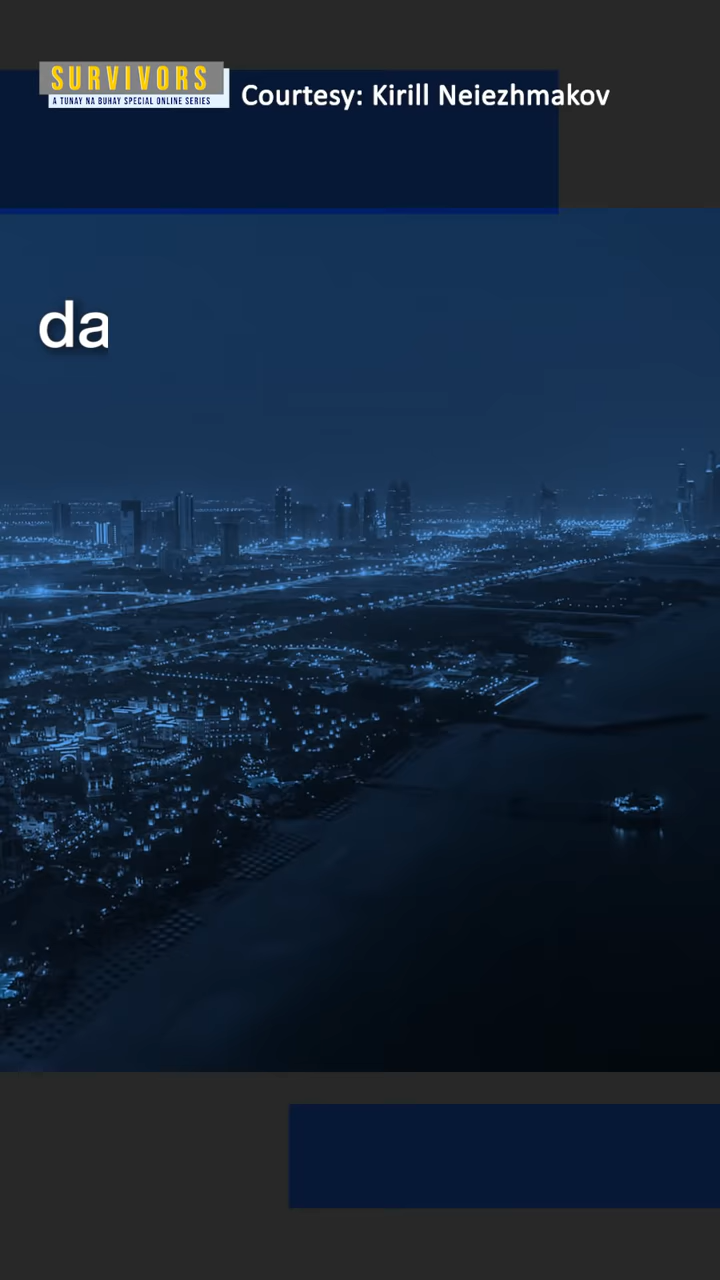 SURVIVORS
A TUNAY NA BUHAY SPECIAL ONLINE SERIES
Courtesy: Kirill Neiezhmakov
da